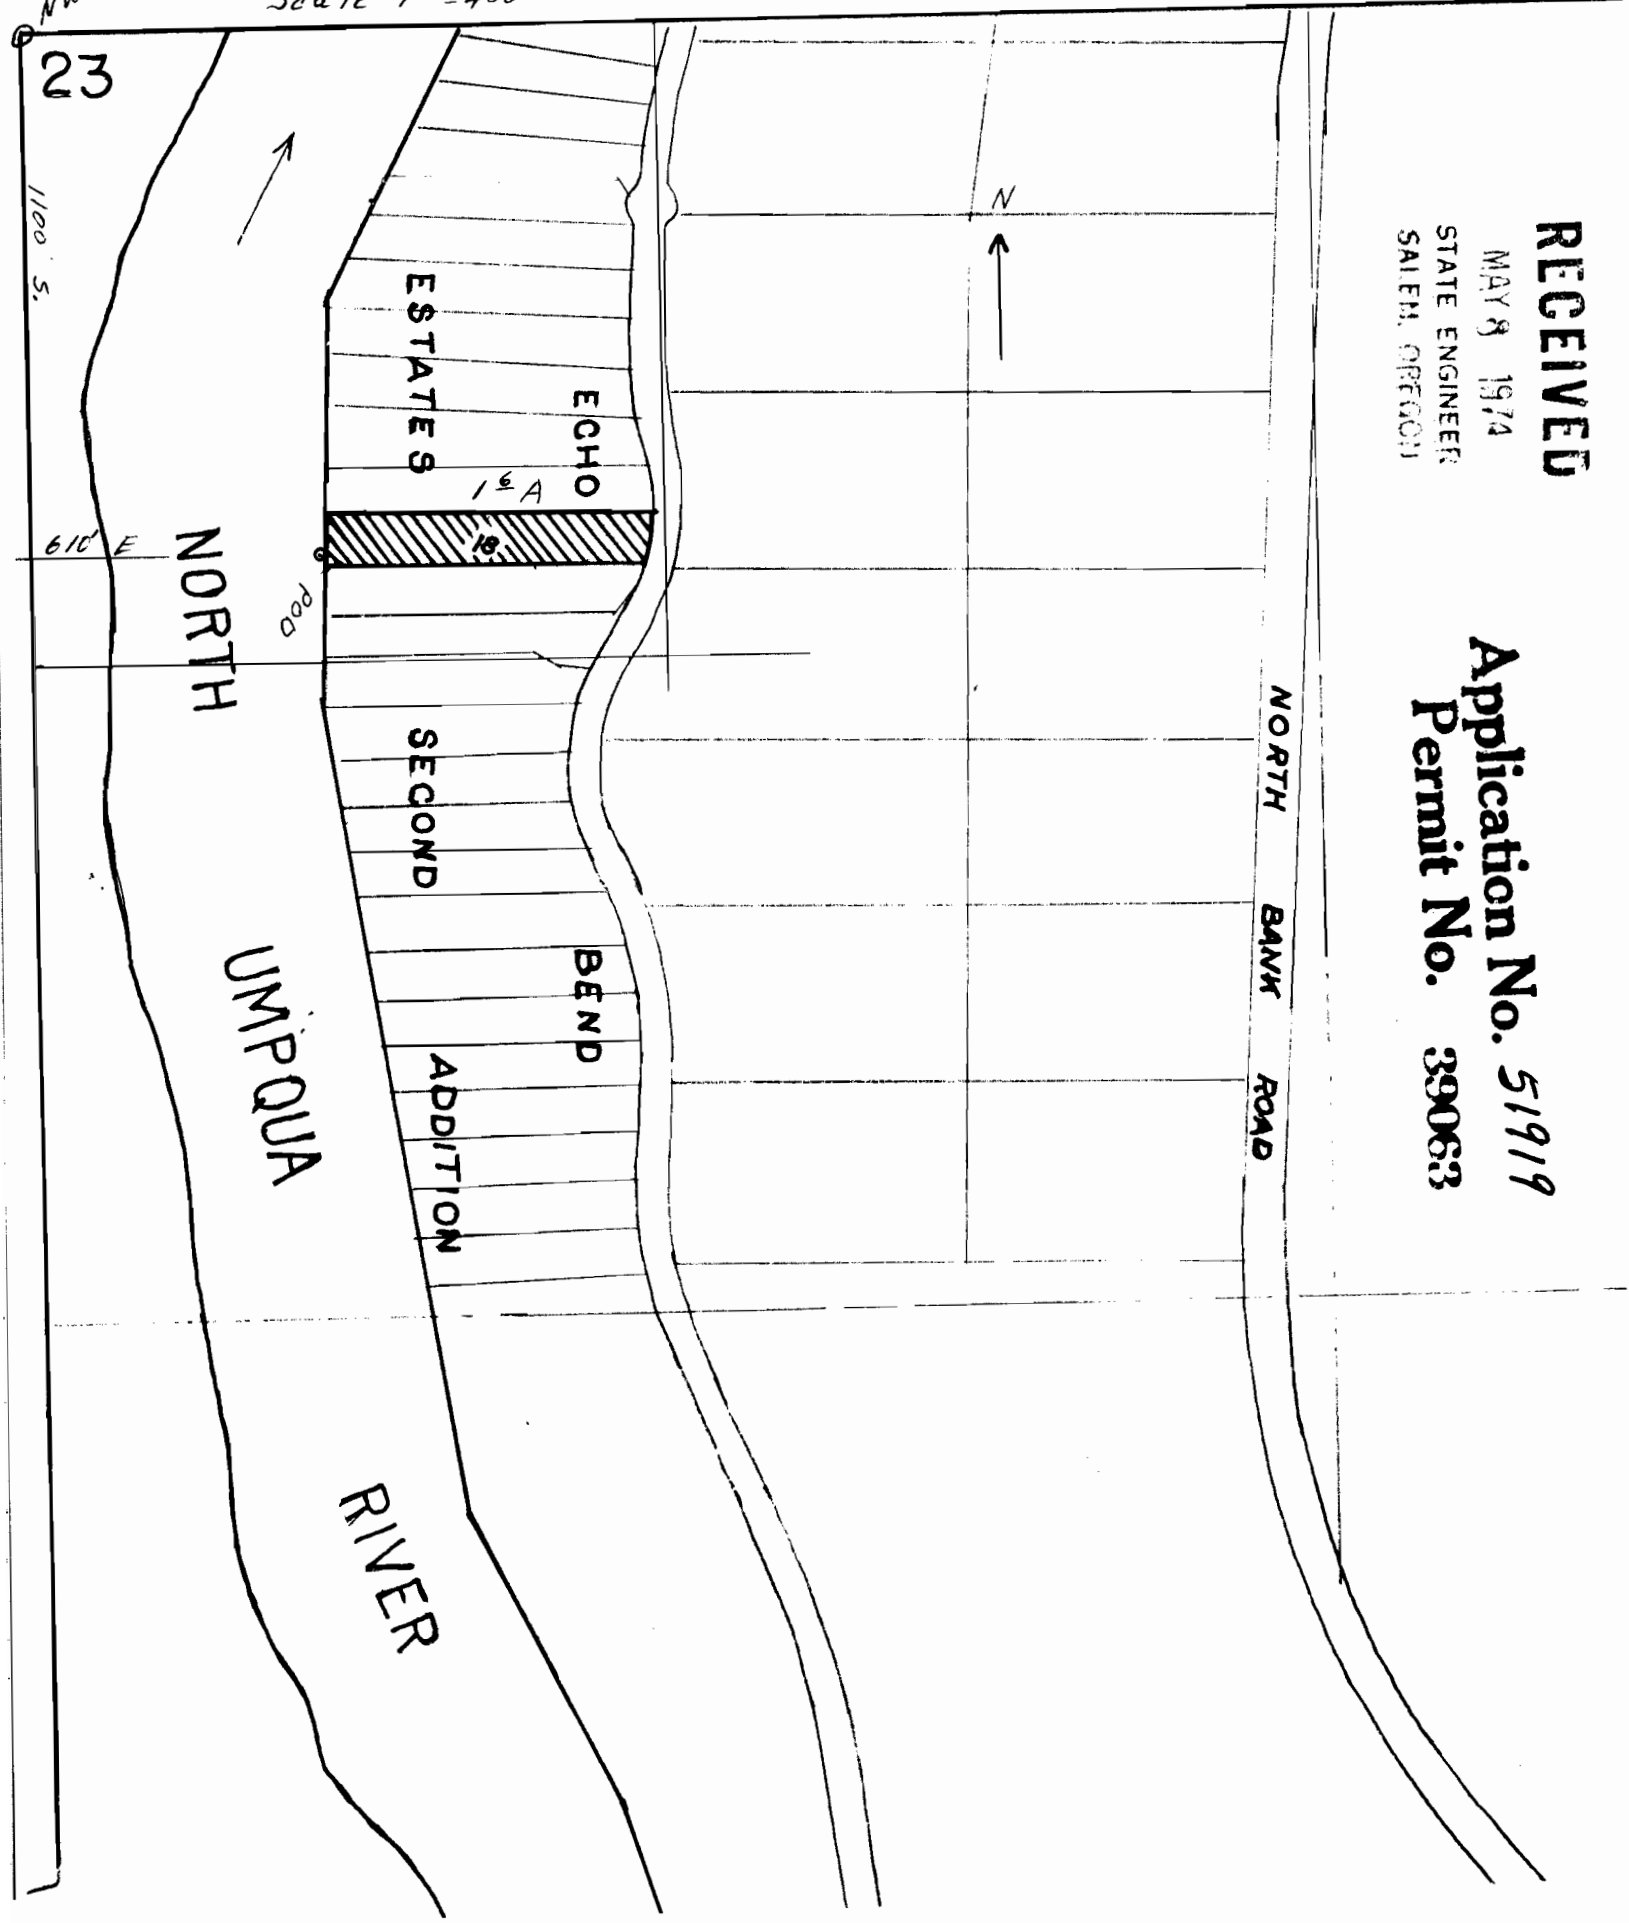 23
1100' S.
610' E
POD
N
RECEIVED
MAY 8 1974
STATE ENGINEER
SALEM, OREGON
Application No. 51919
Permit No. 39063
ECHO BEND
ESTATES
SECOND ADDITION
1 6 A
18
NORTH UMPQUA RIVER
NORTH BANK ROAD